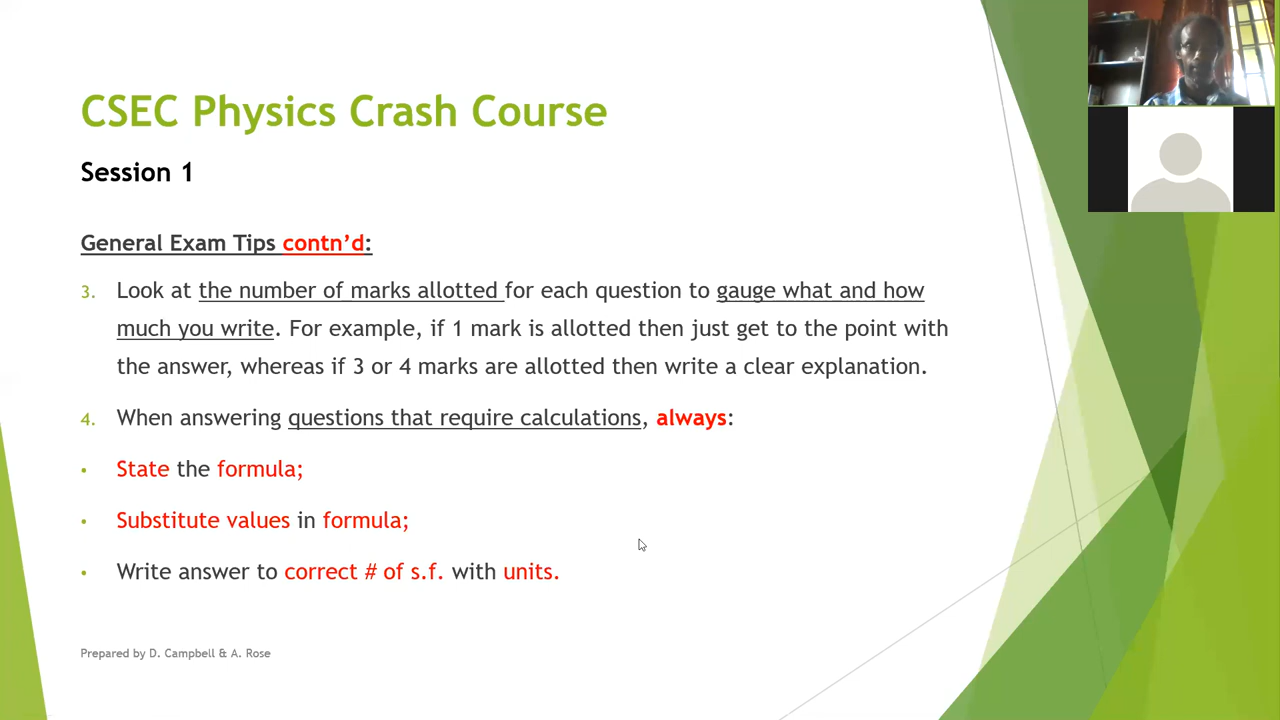 CSEC Physics Crash Course
Session 1
General Exam Tips contn’d:
3. Look at the number of marks allotted for each question to gauge what and how
much you write. For example, if 1 mark is allotted then just get to the point with
the answer, whereas if 3 or 4 marks are allotted then write a clear explanation.
4. When answering questions that require calculations, always:
• State the formula;
• Substitute values in formula;
• Write answer to correct # of s.f. with units.
Prepared by D. Campbell & A. Rose